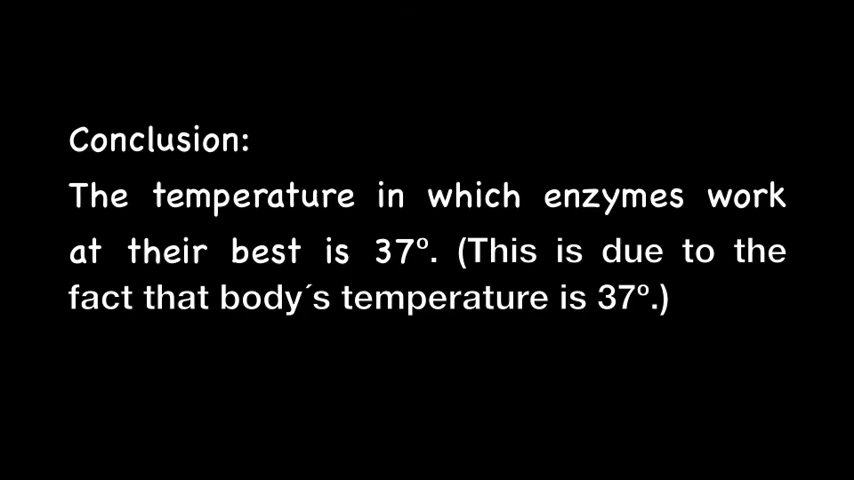 Conclusion:
The temperature in which enzymes work
at their best is 37º. (This is due to the
fact that body´s temperature is 37º.)